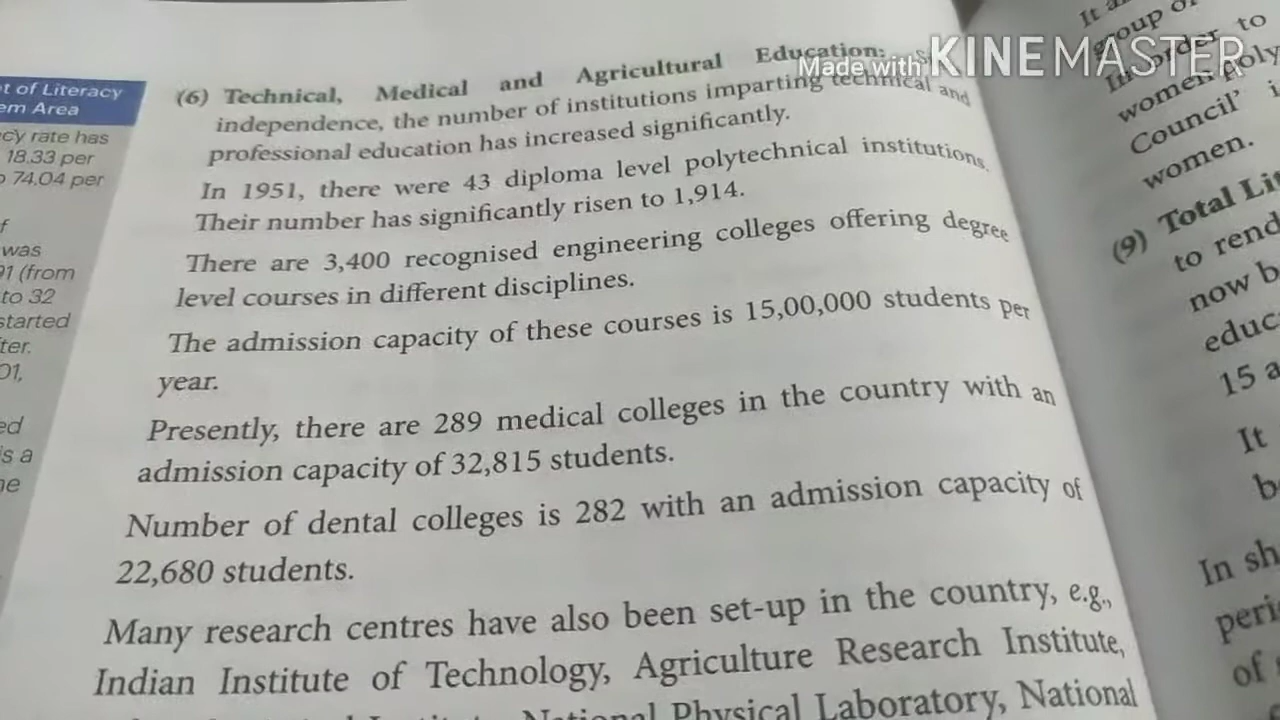 t of Literacy
em Area
cy rate has
18.33 per
74.04 per
was
(from
to 32
started
ter.
ed
is a
(6) Technical, Medical and Agricultural Education:
independence, the number of institutions imparting technical and
professional education has increased significantly.
In 1951, there were 43 diploma level polytechnical institutions.
Their number has significantly risen to 1,914.
There are 3,400 recognised engineering colleges offering degree
level courses in different disciplines.
The admission capacity of these courses is 15,00,000 students per
year.
Presently, there are 289 medical colleges in the country with an
admission capacity of 32,815 students.
Number of dental colleges is 282 with an admission capacity of
22,680 students.
Many research centres have also been set-up in the country, e.g.,
Indian Institute of Technology, Agriculture Research Institute,
National Physical Laboratory, National
Made with KINEMASTER
It
group of
In order to
women poly
Council' i
women.
(9) Total Lit
to rend
now b
educ
15 a
It
b
In sh
peri
of